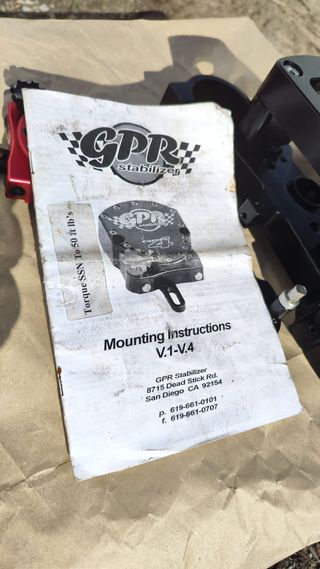 GPR
stabilizer
Torque SSN To 50 ft lb's
GPR
V4
Mounting Instructions
V.1-V.4
GPR Stabilizer
8715 Dead Stick Rd.
San Diego CA 92154
p. 619-661-0101
f. 619-661-0707